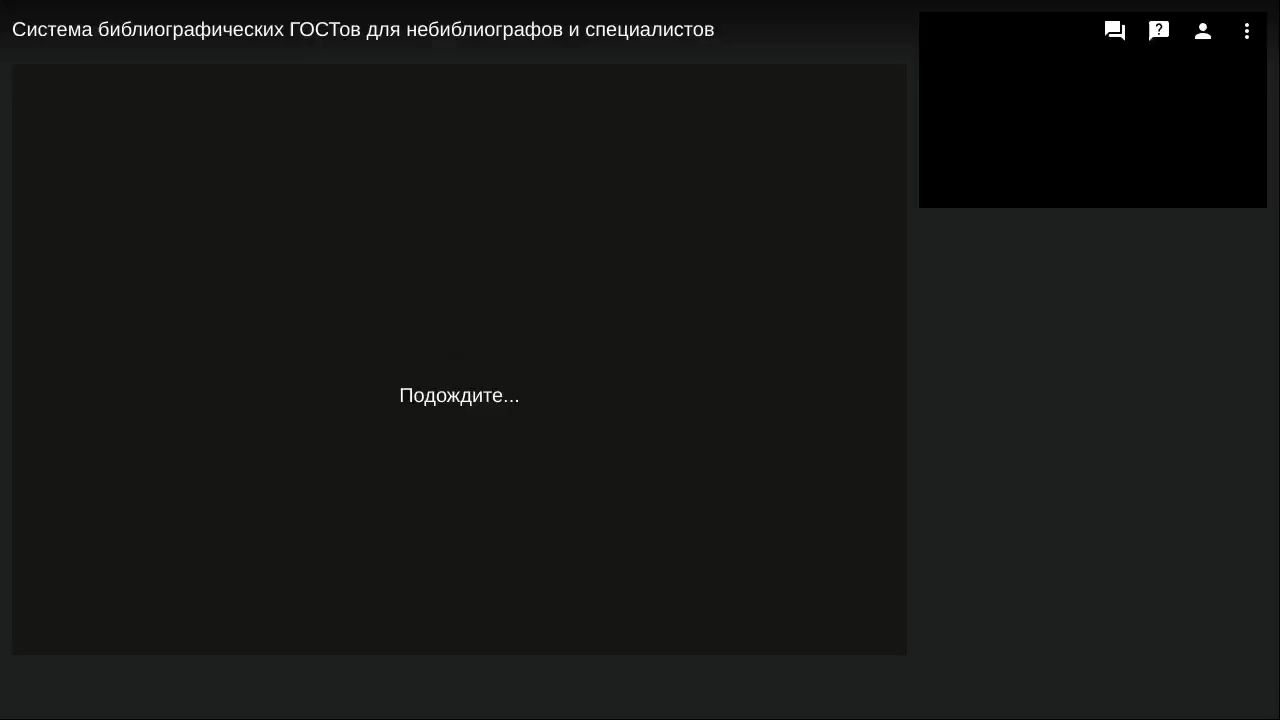 Система библиографических ГОСТов для небиблиографов и специалистов
Подождите...